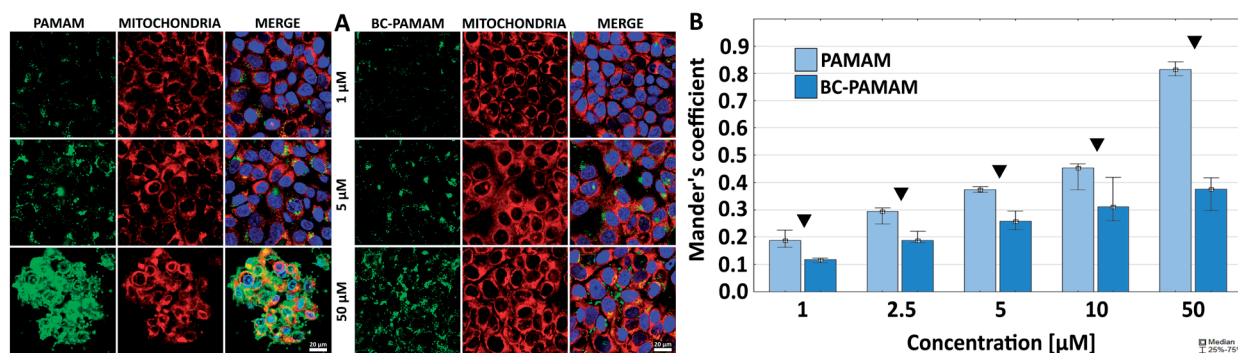 PAMAM MITOCHONDRIA MERGE A BC-PAMAM MITOCHONDRIA MERGE
1 µM
5 µM
50 µM
20 µm
20 µm
B
Mander's coefficient
0.9
0.8
0.7
0.6
0.5
0.4
0.3
0.2
0.1
0.0
PAMAM
BC-PAMAM
1 2.5 5 10 50
Concentration [µM]
Median
25%-75%